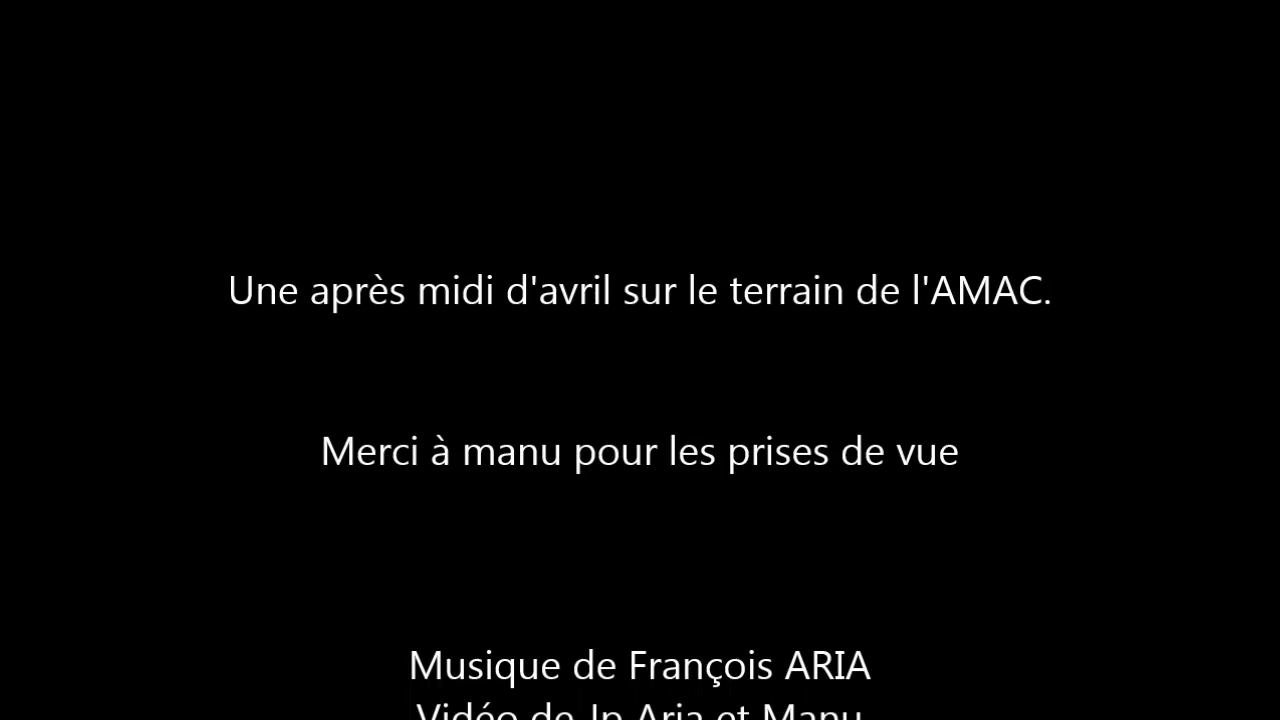 Une après midi d'avril sur le terrain de l'AMAC.
Merci à manu pour les prises de vue
Musique de François ARIA
Vidéo de Jp Aria et Manu